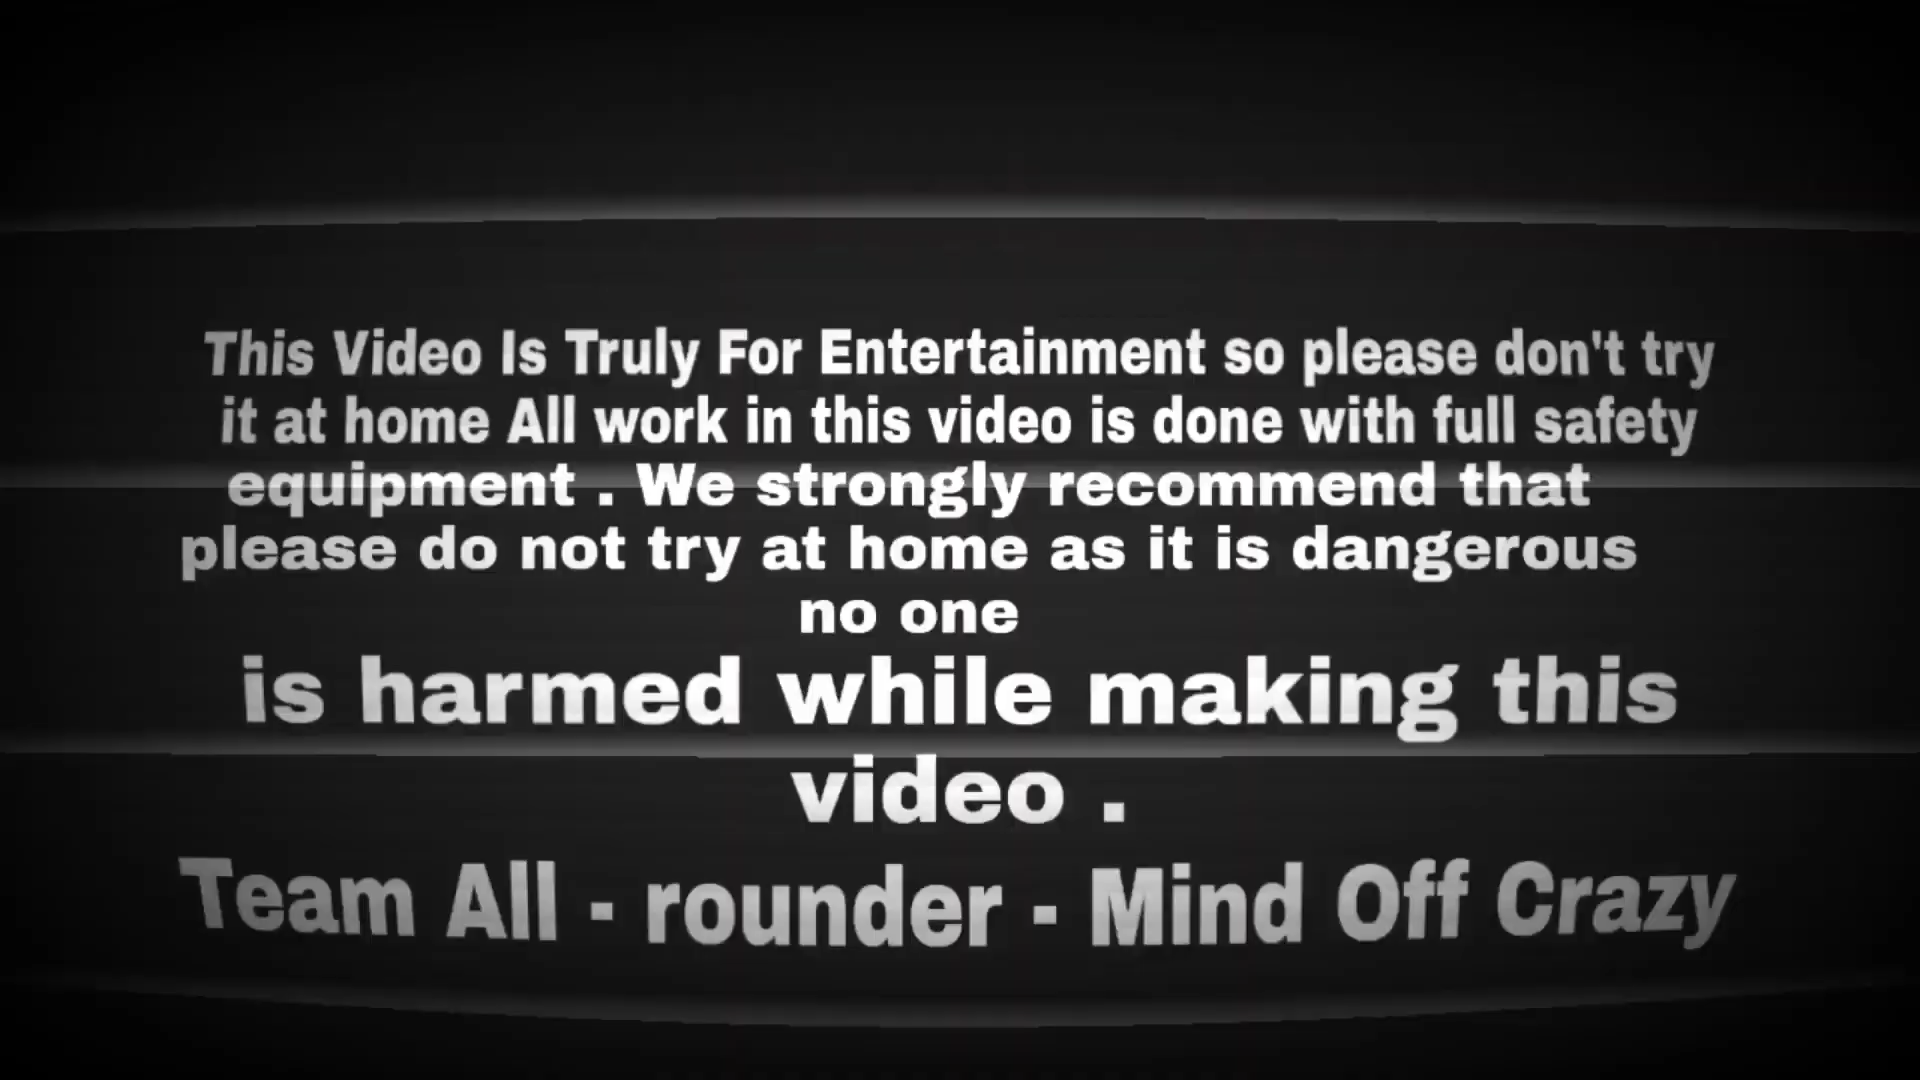 This Video Is Truly For Entertainment so please don't try
it at home All work in this video is done with full safety
equipment . We strongly recommend that
please do not try at home as it is dangerous
no one
is harmed while making this
video .
Team All - rounder - Mind Off Crazy